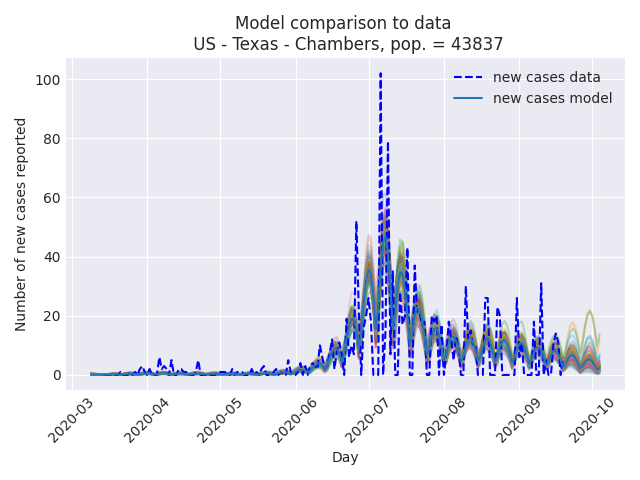 Model comparison to data
US - Texas - Chambers, pop. = 43837
new cases data
new cases model
Number of new cases reported
100
80
60
40
20
0
2020-03
2020-04
2020-05
2020-06
2020-07
2020-08
2020-09
2020-10
Day